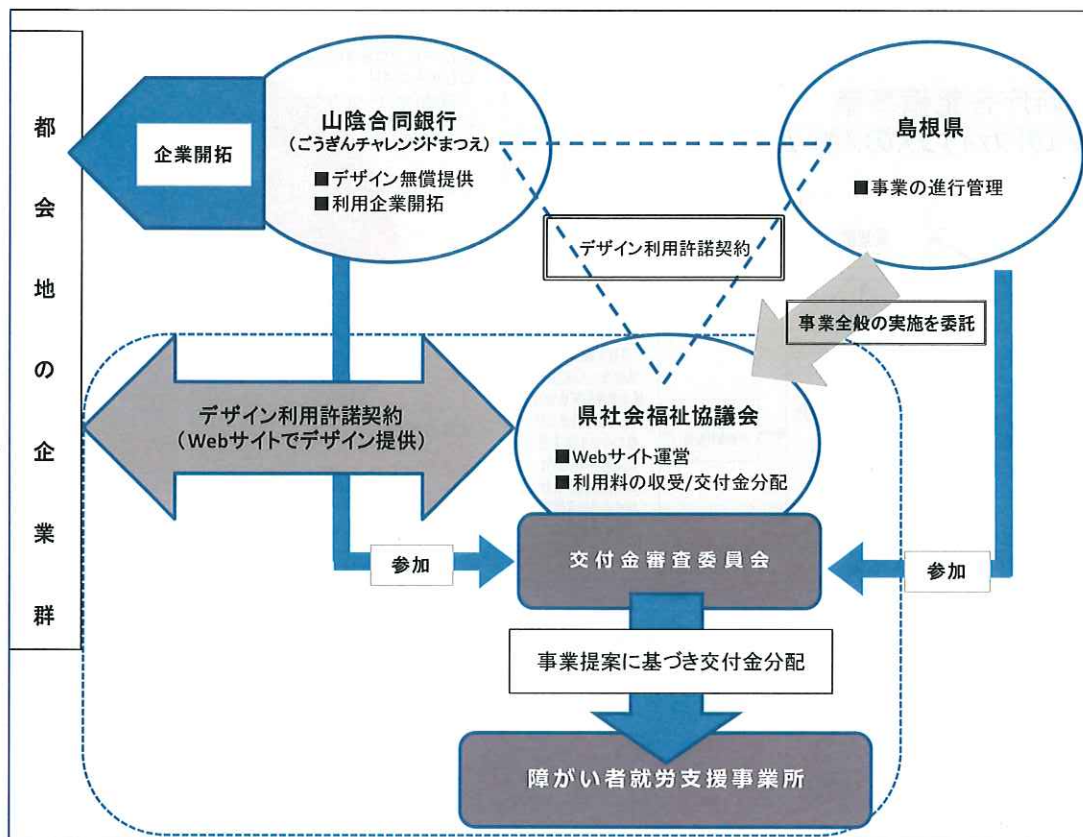 都会地の企業群
企業開拓
山陰合同銀行
(ごうぎんチャレンジドまつえ)
■デザイン無償提供
■利用企業開拓
島根県
■事業の進行管理
デザイン利用許諾契約
事業全般の実施を委託
デザイン利用許諾契約
(Webサイトでデザイン提供)
県社会福祉協議会
■Webサイト運営
■利用料の収受/交付金分配
参加
交付金審査委員会
参加
事業提案に基づき交付金分配
障がい者就労支援事業所